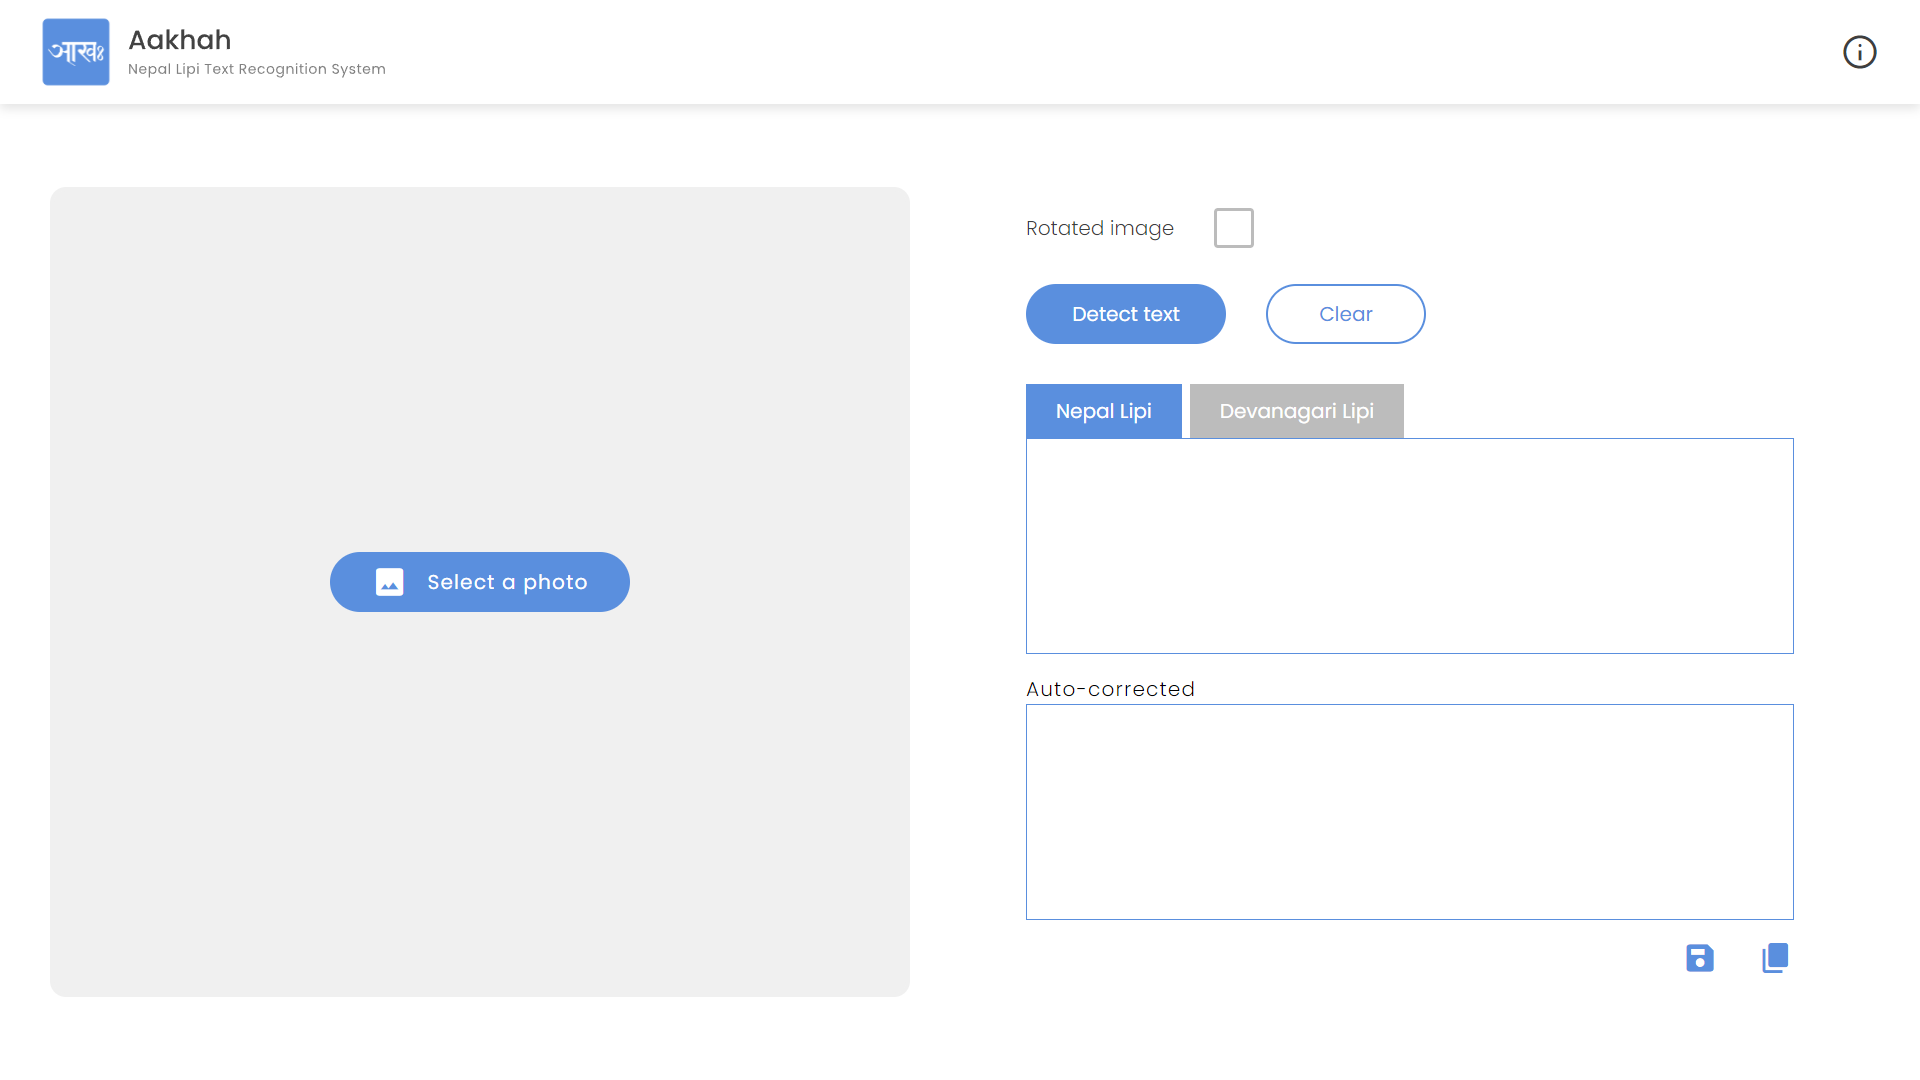 आखः
Aakhah
Nepal Lipi Text Recognition System
Rotated image
Detect text
Clear
Nepal Lipi
Devanagari Lipi
Select a photo
Auto-corrected